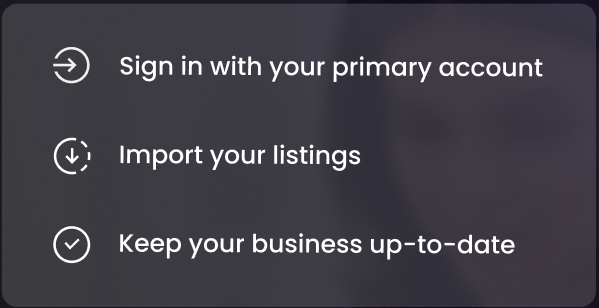 Sign in with your primary account
Import your listings
Keep your business up-to-date